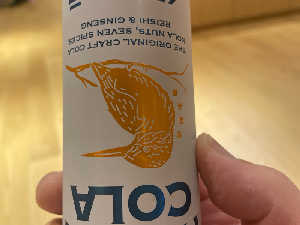 COLA
THE ORIGINAL CRAFT COLA
KOLA NUTS, SEVEN SPICES
REISHI & GINSENG